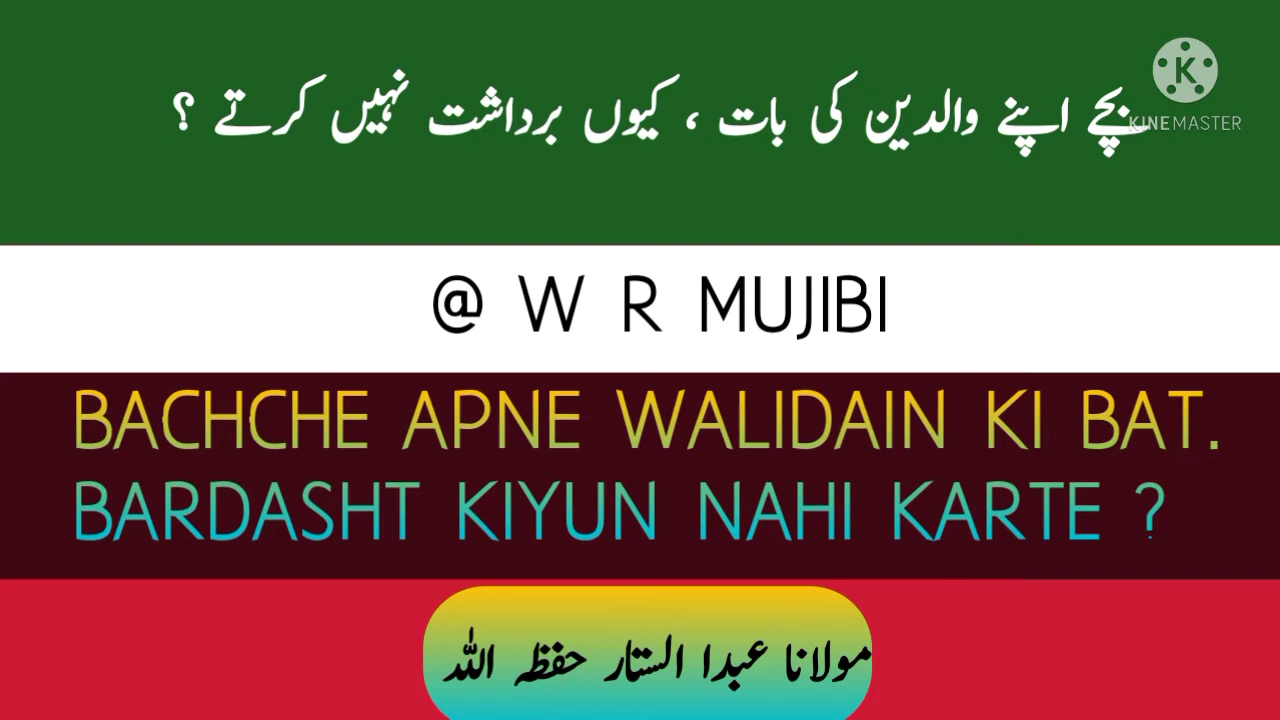 بچے اپنے والدین کی بات ، کیوں برداشت نہیں کرتے ؟
K
KINEMASTER
@ W R MUJIBI
BACHCHE APNE WALIDAIN KI BAT.
BARDASHT KIYUN NAHI KARTE ?
مولانا عبدا الستار حفظہ اللہ